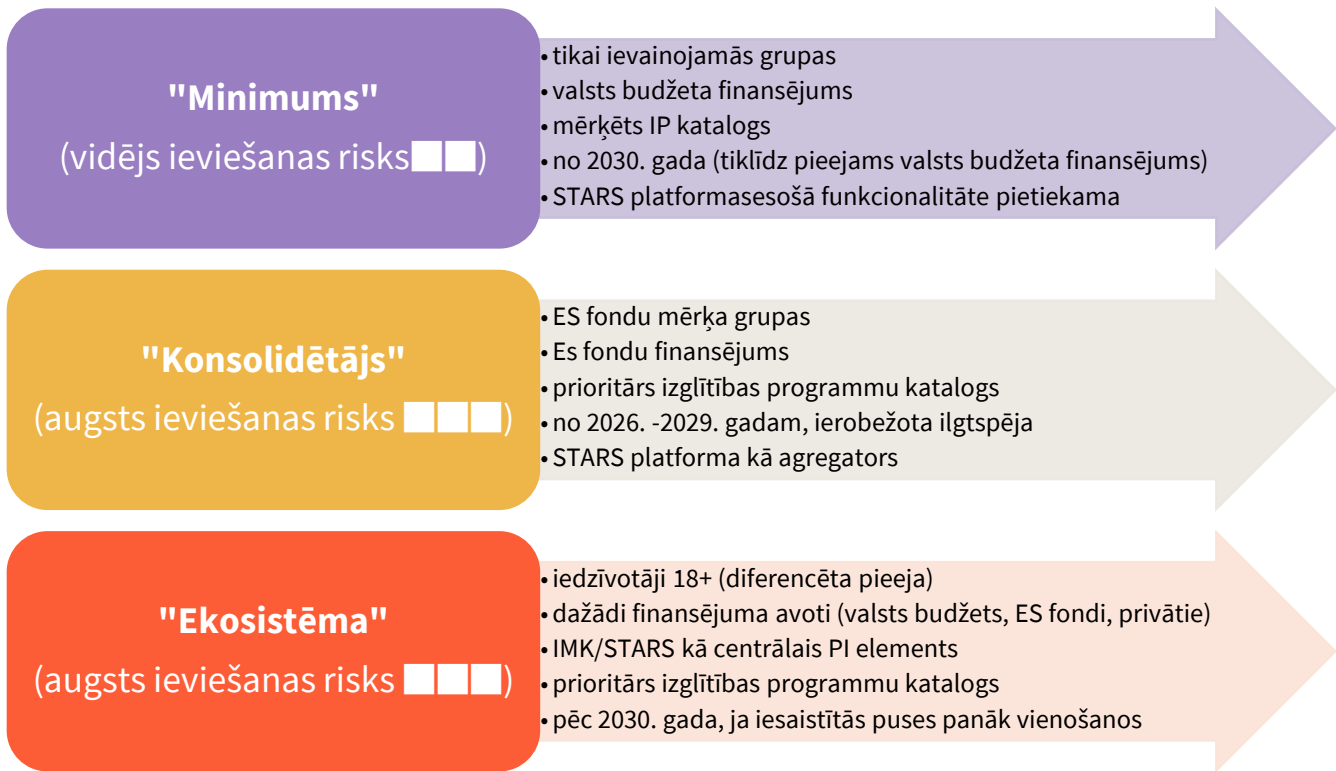 "Minimums"
(vidējs ieviešanas risks■■)
• tikai ievainojamās grupas
• valsts budžeta finansējums
• mērķēts IP katalogs
• no 2030. gada (tiklīdz pieejams valsts budžeta finansējums)
• STARS platformasesošā funkcionalitāte pietiekama
"Konsolidētājs"
(augsts ieviešanas risks ■■■)
• ES fondu mērķa grupas
• Es fondu finansējums
• prioritārs izglītības programmu katalogs
• no 2026. -2029. gadam, ierobežota ilgtspēja
• STARS platforma kā agregators
"Ekosistēma"
(augsts ieviešanas risks ■■■)
• iedzīvotāji 18+ (diferencēta pieeja)
• dažādi finansējuma avoti (valsts budžets, ES fondi, privātie)
• IMK/STARS kā centrālais PI elements
• prioritārs izglītības programmu katalogs
• pēc 2030. gada, ja iesaistītās puses panāk vienošanos